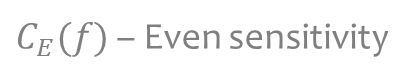 C_E(f) – Even sensitivity